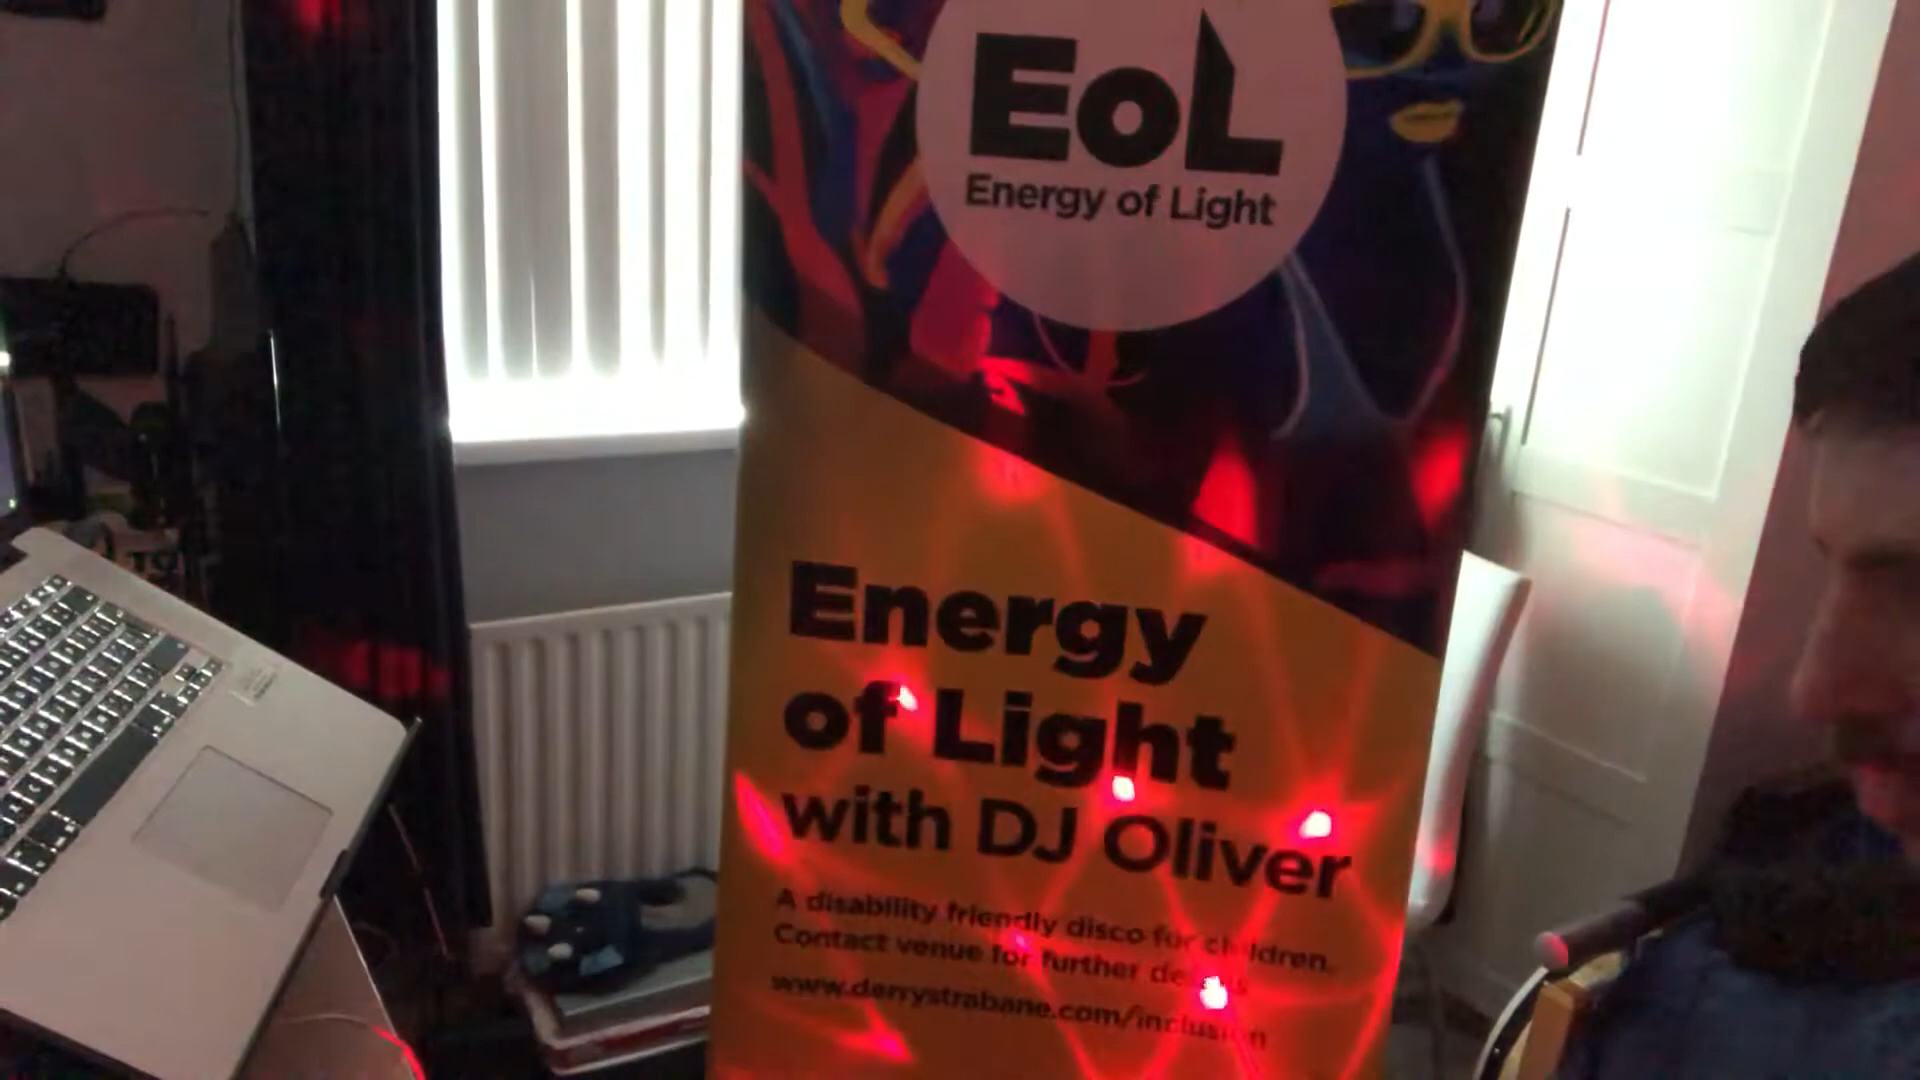 EoL
Energy of Light
Energy
of Light
with DJ Oliver
A disability friendly disco for children.
Contact venue for further details
www.derrystrabane.com/inclusion